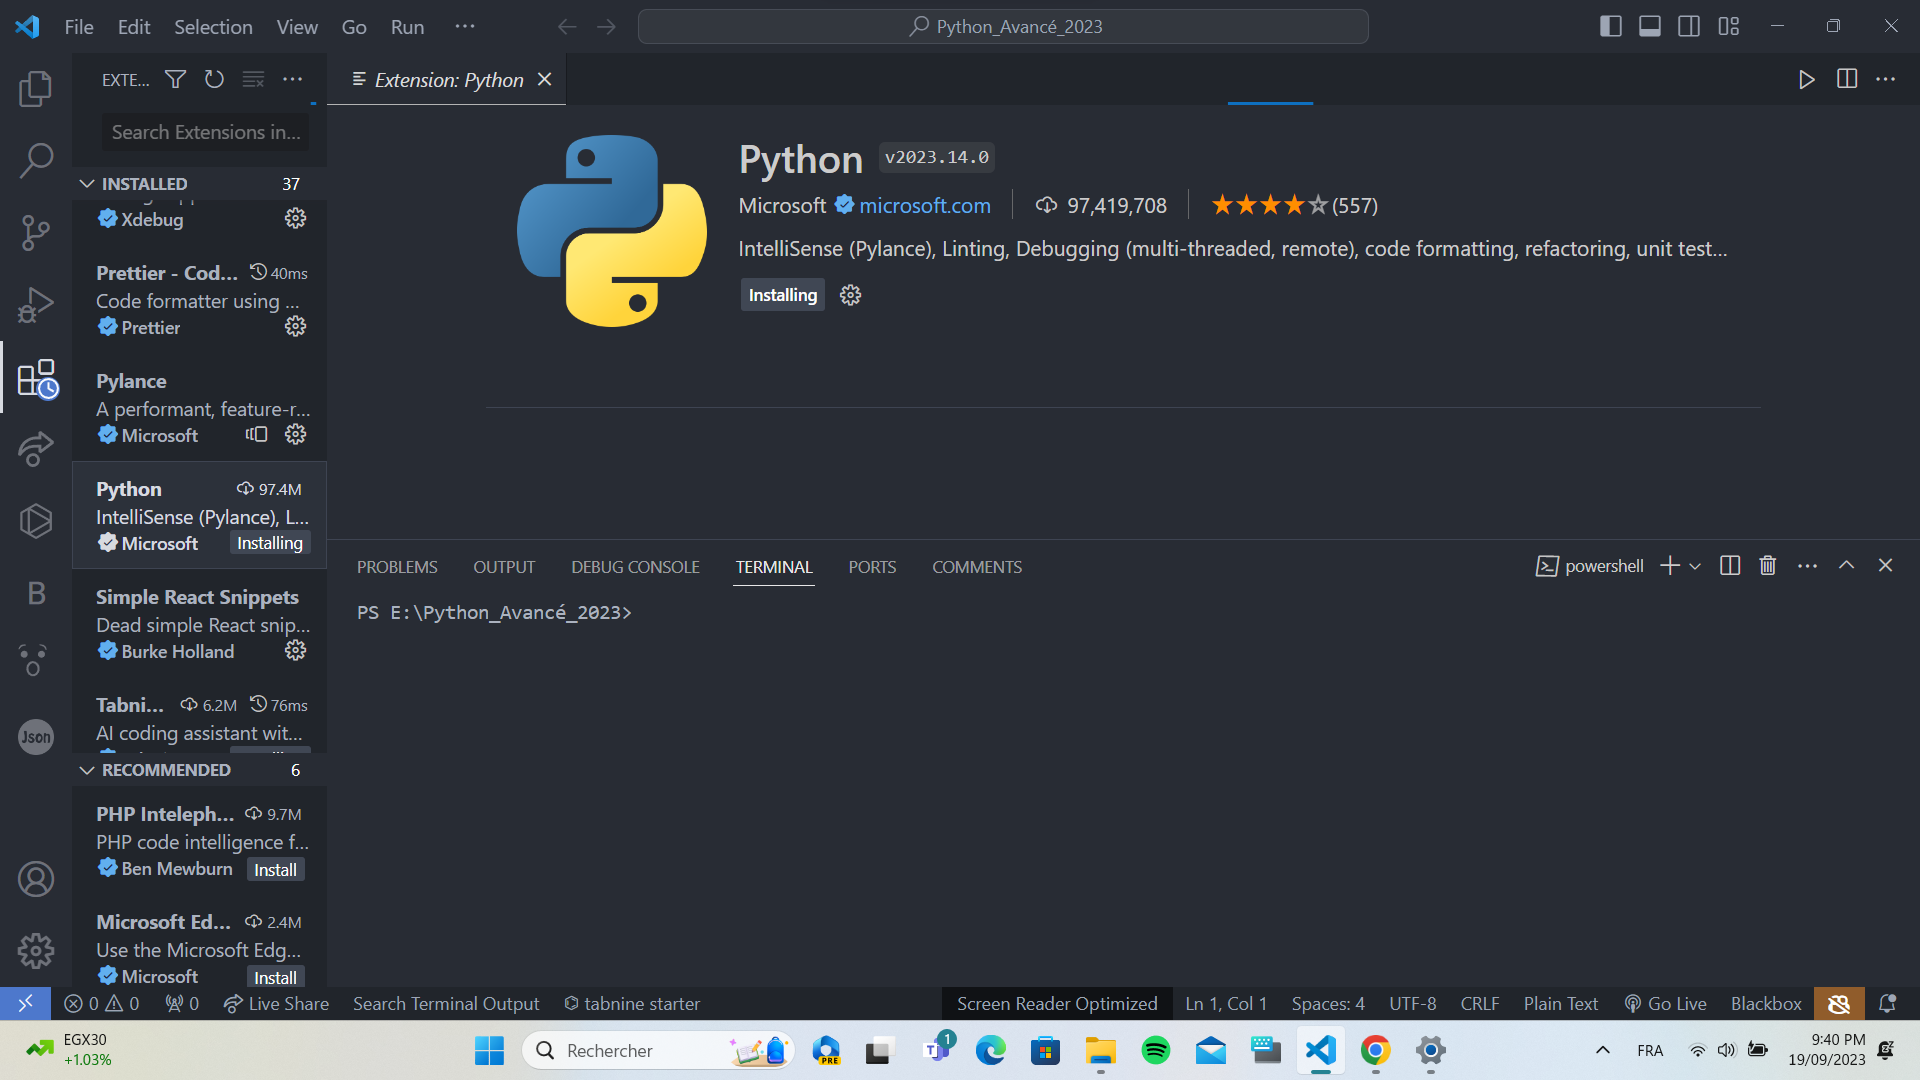 File Edit Selection View Go Run ···
Python_Avancé_2023
EXTE...
Extension: Python
Search Extensions in...
INSTALLED 37
Xdebug
Prettier - Cod... 40ms
Code formatter using ...
Prettier
Pylance
A performant, feature-r...
Microsoft
Python 97.4M
IntelliSense (Pylance), L...
Microsoft Installing
Simple React Snippets
Dead simple React snip...
Burke Holland
Tabni... 6.2M 76ms
AI coding assistant wit...
RECOMMENDED 6
PHP Inteleph... 9.7M
PHP code intelligence f...
Ben Mewburn Install
Microsoft Ed... 2.4M
Use the Microsoft Edg...
Microsoft Install
B
Json
Python v2023.14.0
Microsoft microsoft.com 97,419,708 (557)
IntelliSense (Pylance), Linting, Debugging (multi-threaded, remote), code formatting, refactoring, unit test...
Installing
PROBLEMS OUTPUT DEBUG CONSOLE TERMINAL PORTS COMMENTS powershell
PS E:\Python_Avancé_2023>
0 0 0 Live Share Search Terminal Output tabnine starter Screen Reader Optimized Ln 1, Col 1 Spaces: 4 UTF-8 CRLF Plain Text Go Live Blackbox
EGX30
+1.03%
Rechercher
PRE
T 1
FRA
9:40 PM
19/09/2023